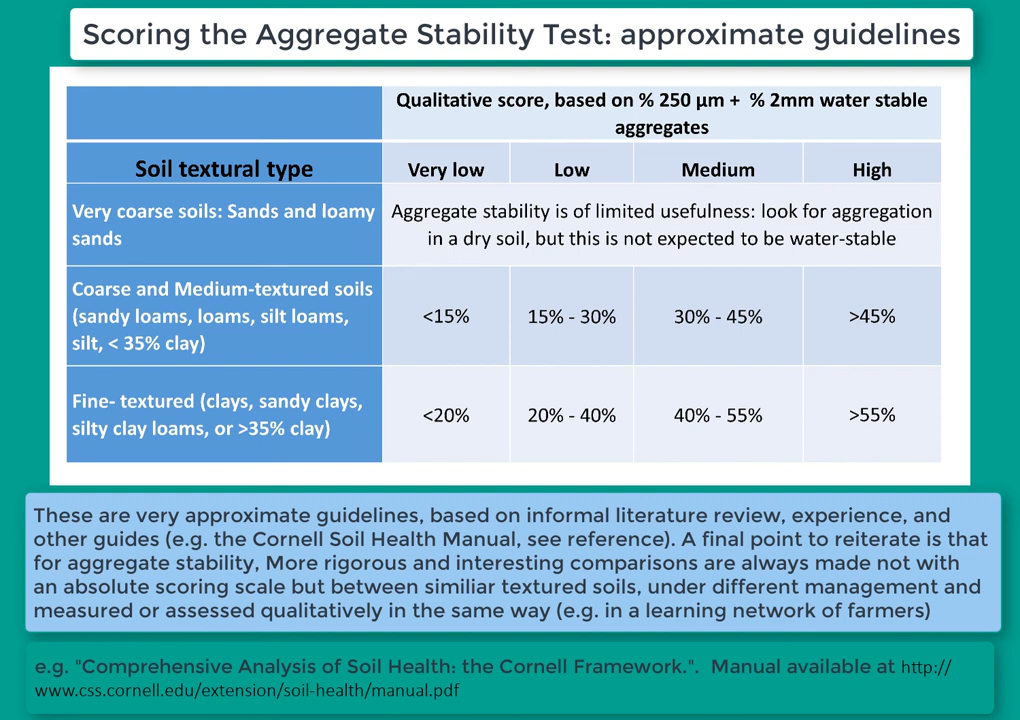 Scoring the Aggregate Stability Test: approximate guidelines
Qualitative score, based on % 250 µm + % 2mm water stable
aggregates
Soil textural type
Very low
Low
Medium
High
Very coarse soils: Sands and loamy
sands
Aggregate stability is of limited usefulness: look for aggregation
in a dry soil, but this is not expected to be water-stable
Coarse and Medium-textured soils
(sandy loams, loams, silt loams,
silt, < 35% clay)
<15%
15% - 30%
30% - 45%
>45%
Fine- textured (clays, sandy clays,
silty clay loams, or >35% clay)
<20%
20% - 40%
40% - 55%
>55%
These are very approximate guidelines, based on informal literature review, experience, and
other guides (e.g. the Cornell Soil Health Manual, see reference). A final point to reiterate is that
for aggregate stability, More rigorous and interesting comparisons are always made not with
an absolute scoring scale but between similiar textured soils, under different management and
measured or assessed qualitatively in the same way (e.g. in a learning network of farmers)
e.g. "Comprehensive Analysis of Soil Health: the Cornell Framework.". Manual available at http://
www.css.cornell.edu/extension/soil-health/manual.pdf